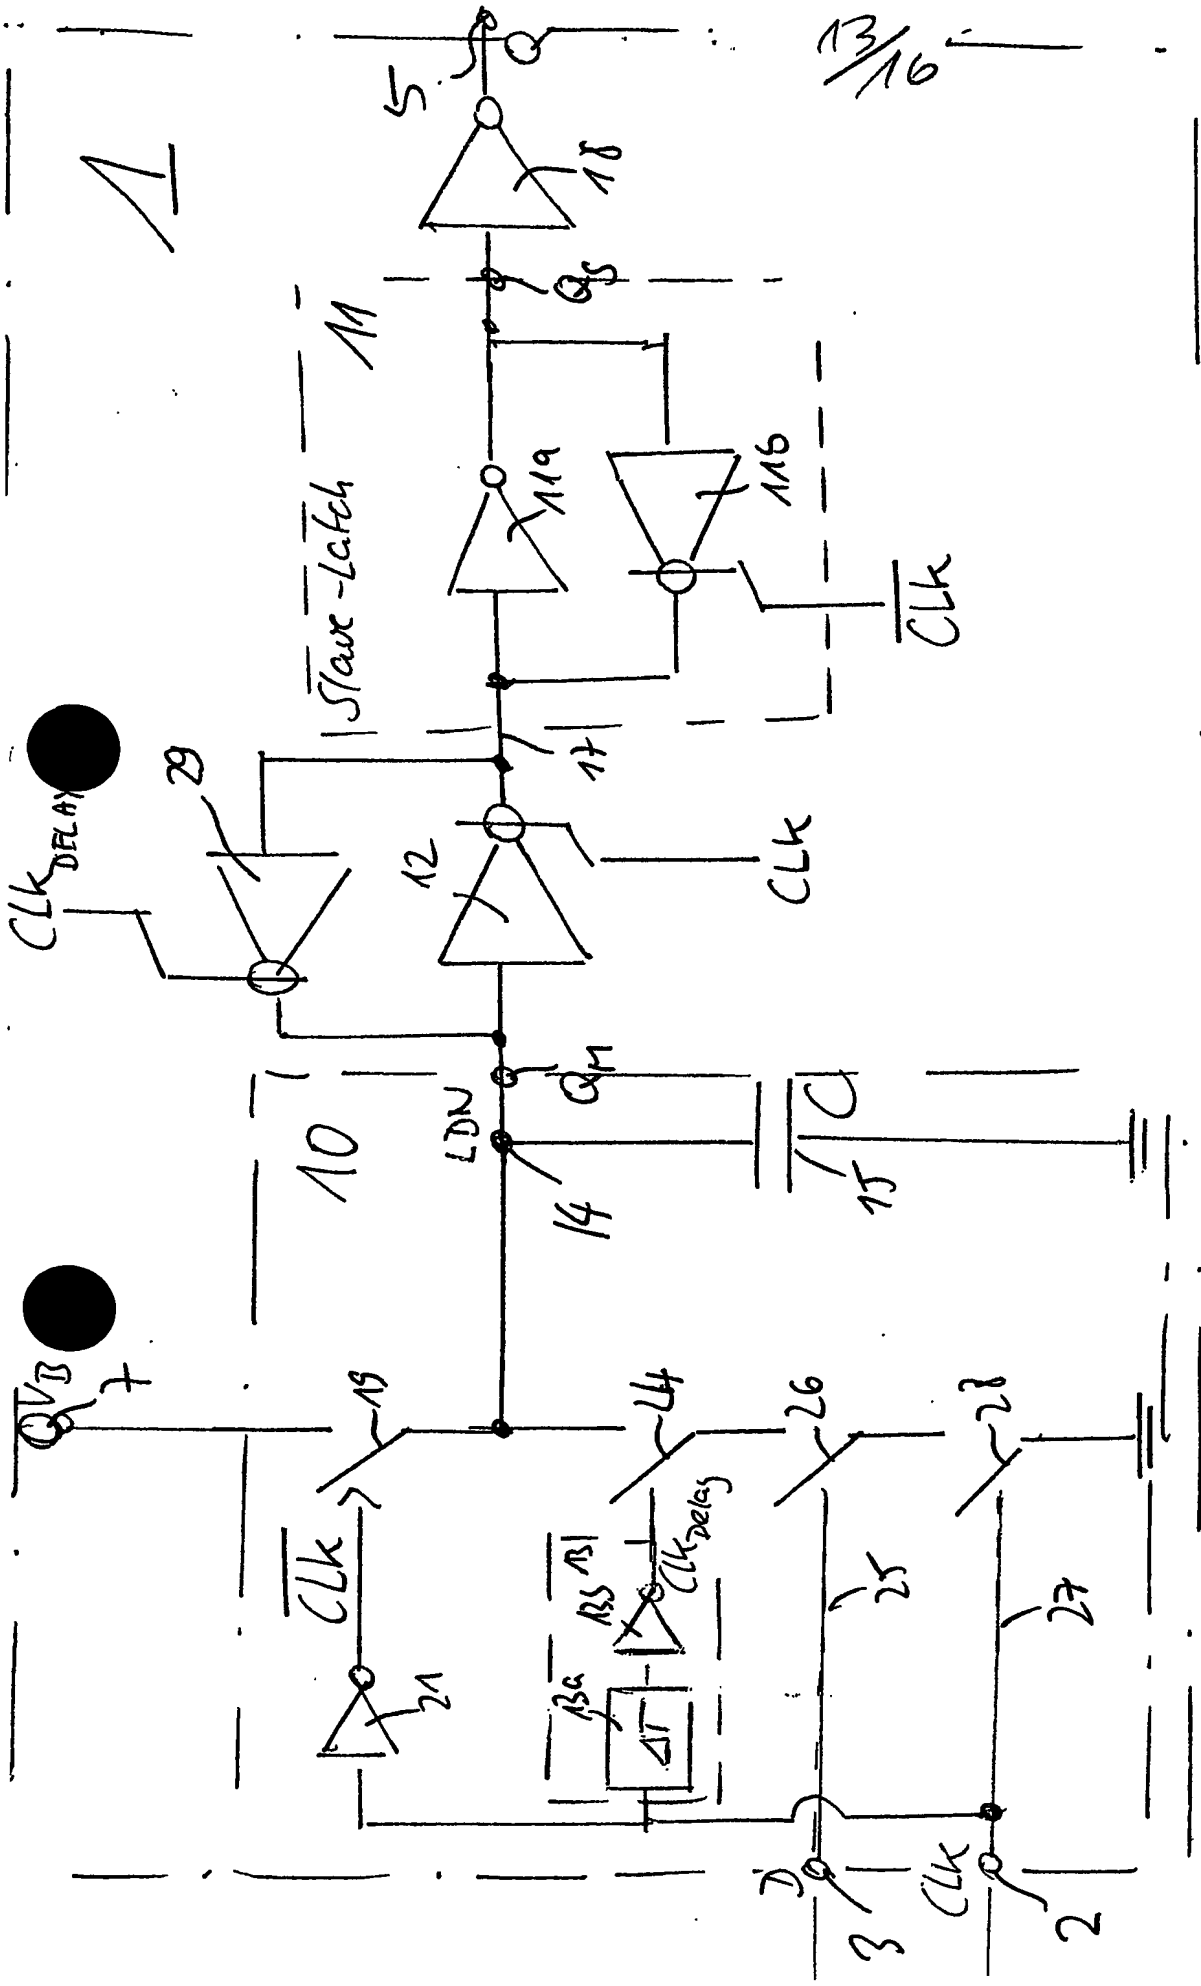 13/16
1
5
18
QS
11
Slave-Latch
11a
11b
CLK
17
29
CLKDELAY
12
CLK
10
LDN
QM
14
C
15
VB
7
19
CLK
21
24
13
13b
13a
ΔT
ClkDelay
26
25
28
27
D
3
CLK
2